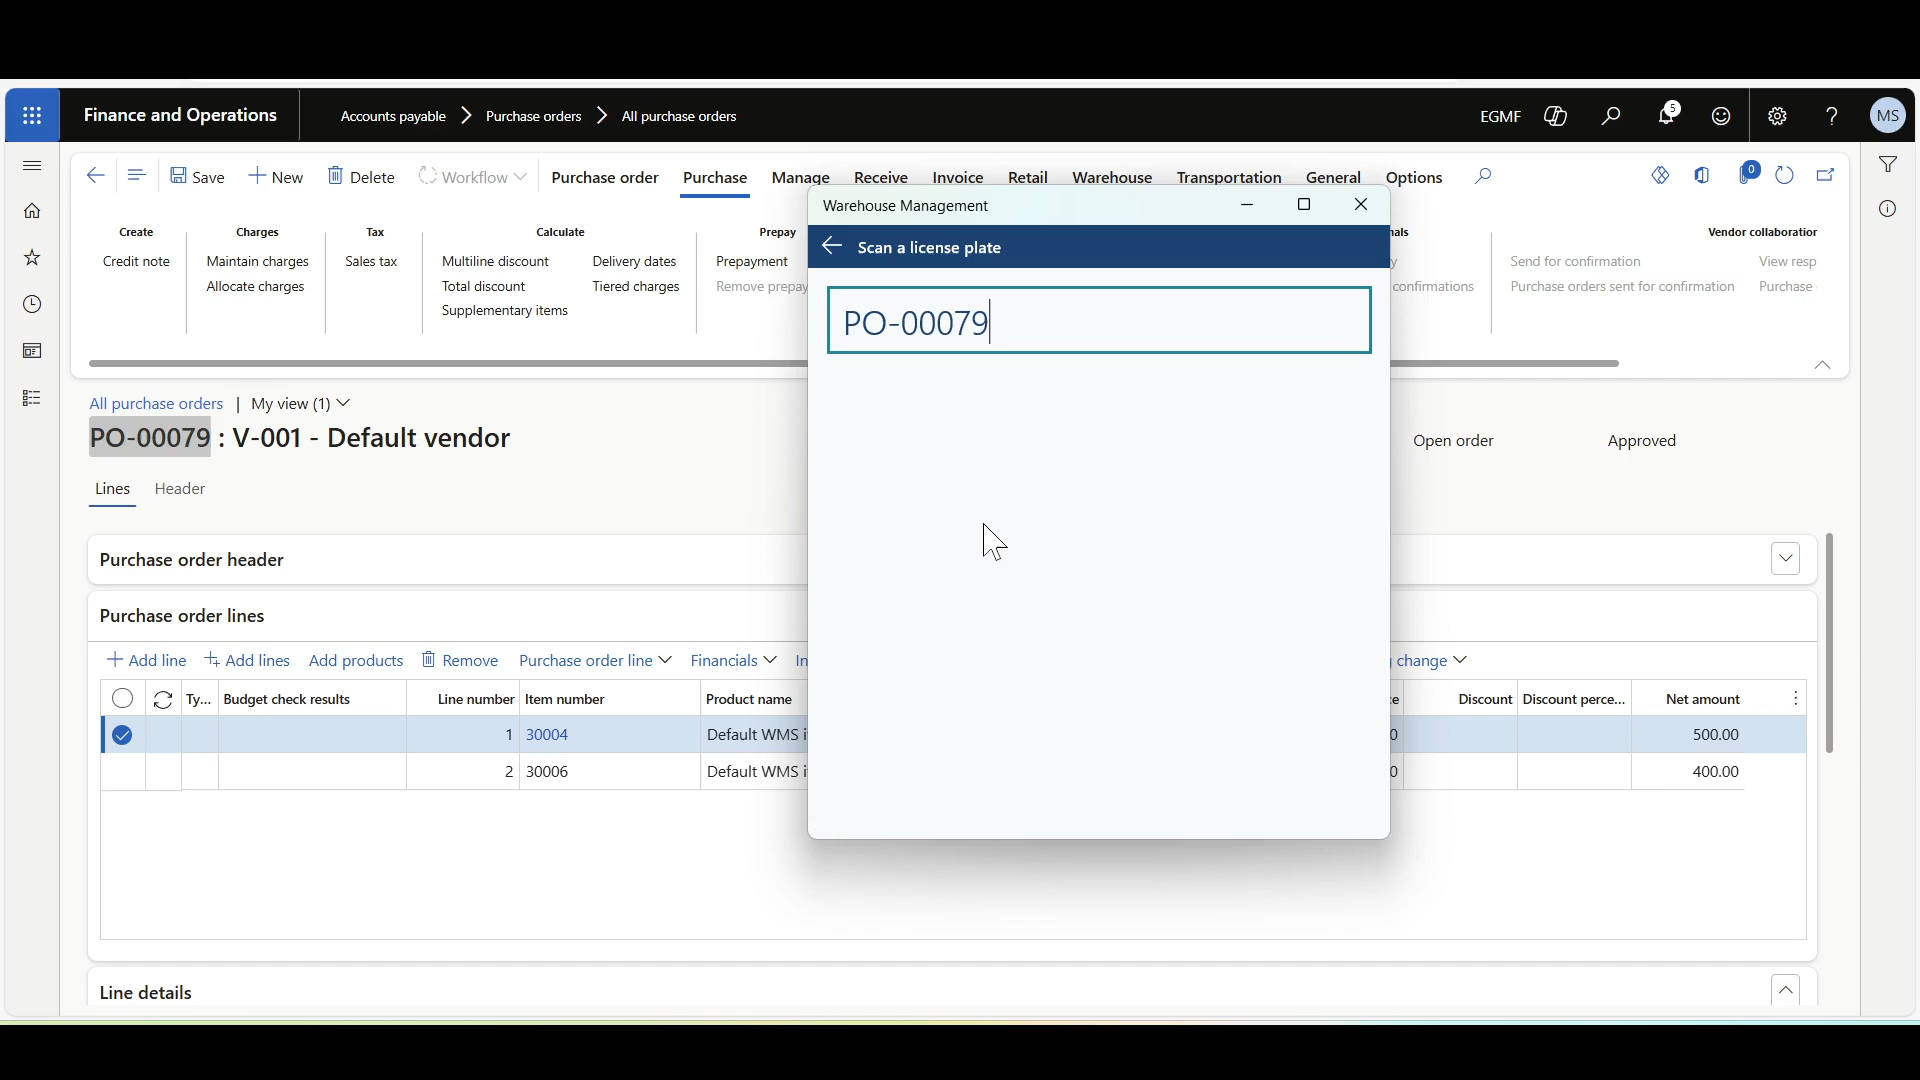 Finance and Operations
Accounts payable
Purchase orders
All purchase orders
EGMF
5
MS
Save
New
Delete
Workflow
Purchase order
Purchase
Manage
Receive
Invoice
Retail
Warehouse
Transportation
General
Options
0
Create
Credit note
Charges
Maintain charges
Allocate charges
Tax
Sales tax
Calculate
Multiline discount
Total discount
Supplementary items
Delivery dates
Tiered charges
Prepay
Prepayment
Remove prepay
confirmations
Vendor collaboration
Send for confirmation
Purchase orders sent for confirmation
View resp
Purchase
Warehouse Management
Scan a license plate
PO-00079
All purchase orders | My view (1)
PO-00079 : V-001 - Default vendor
Open order
Approved
Lines
Header
Purchase order header
Purchase order lines
Add line
Add lines
Add products
Remove
Purchase order line
Financials
In
change
Ty... Budget check results Line number Item number Product name Discount Discount perce... Net amount
1 30004 Default WMS i 0 500.00
2 30006 Default WMS i 0 400.00
Line details